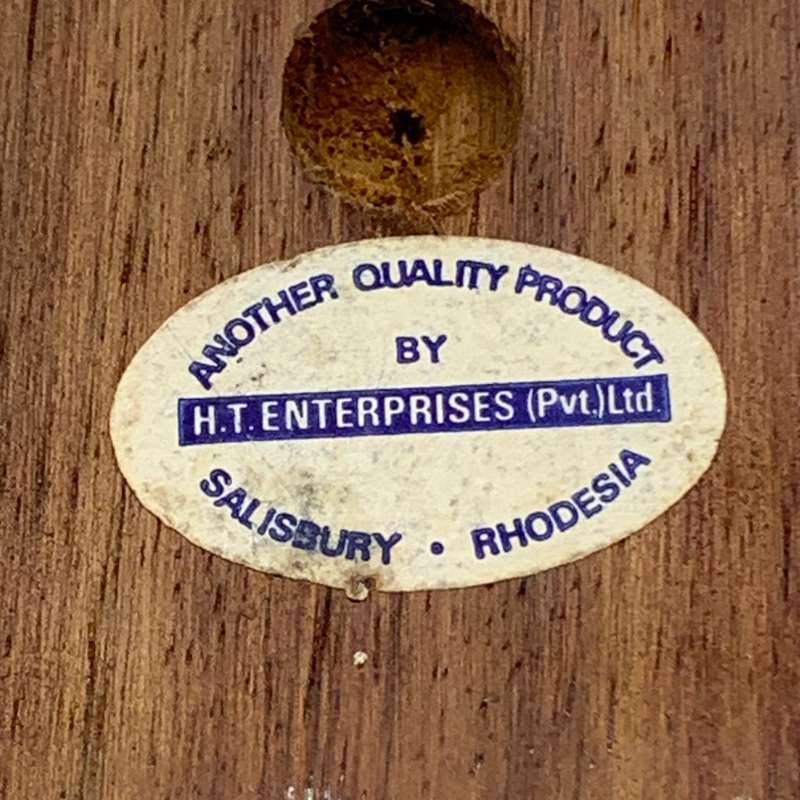 ANOTHER QUALITY PRODUCT
BY
H.T. ENTERPRISES (Pvt.) Ltd.
SALISBURY • RHODESIA